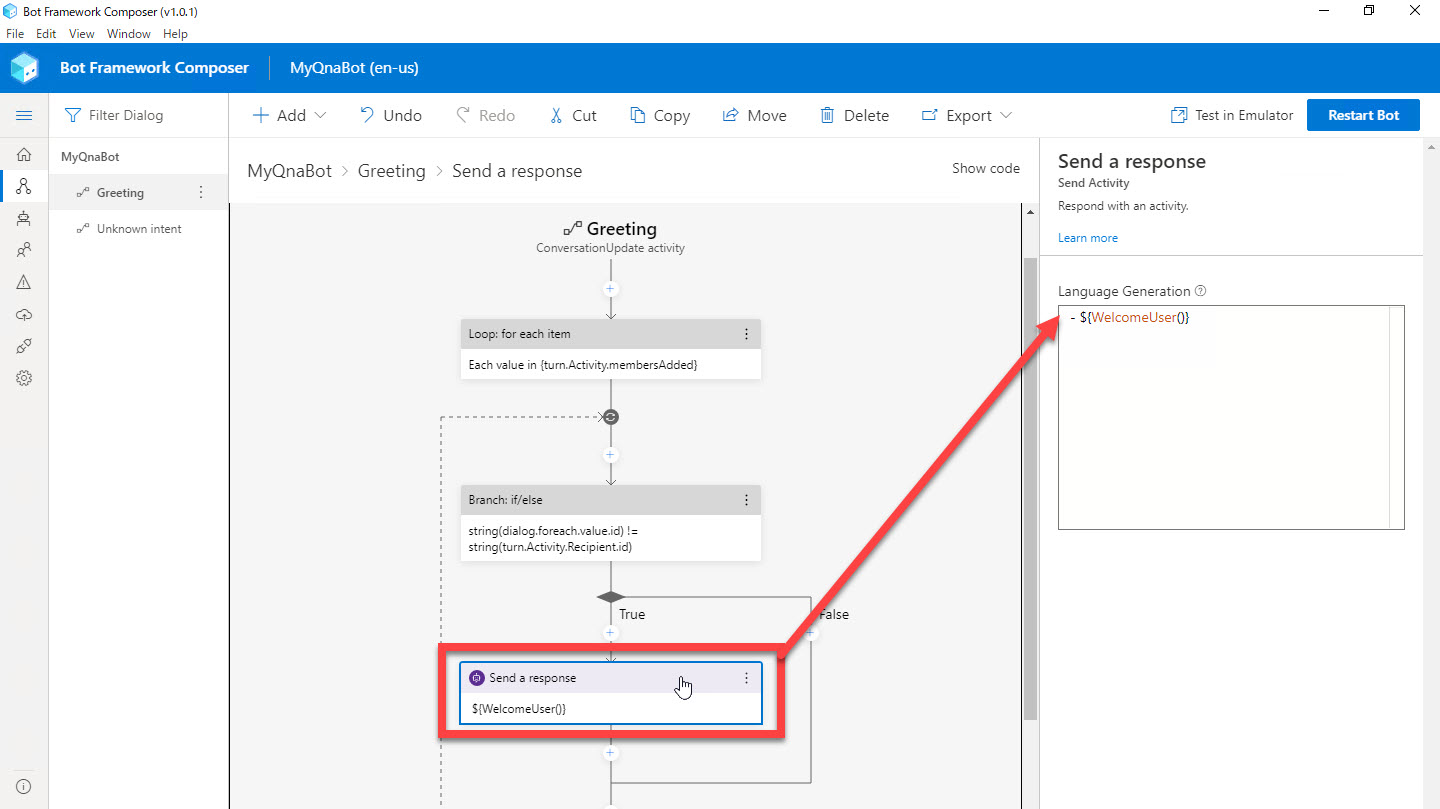 Bot Framework Composer (v1.0.1)
File Edit View Window Help
Bot Framework Composer MyQnaBot (en-us)
Filter Dialog
Add Undo Redo Cut Copy Move Delete Export Test in Emulator Restart Bot
MyQnaBot
Greeting
Unknown intent
MyQnaBot > Greeting > Send a response Show code
Greeting
ConversationUpdate activity
Loop: for each item
Each value in {turn.Activity.membersAdded}
Branch: if/else
string(dialog.foreach.value.id) !=
string(turn.Activity.Recipient.id)
True False
Send a response
${WelcomeUser()}
Send a response
Send Activity
Respond with an activity.
Learn more
Language Generation
- ${WelcomeUser()}